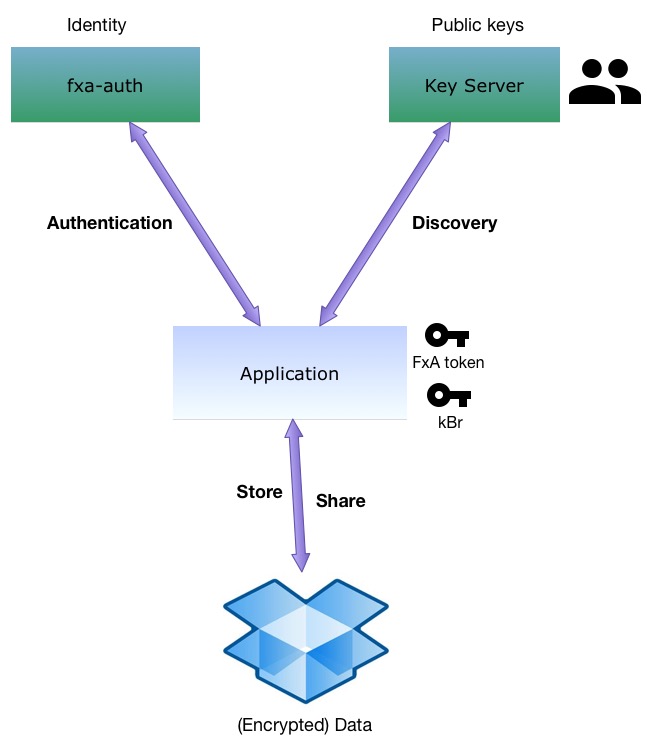 Identity
Public keys
fxa-auth
Key Server
Authentication
Discovery
Application
FxA token
kBr
Store
Share
(Encrypted) Data